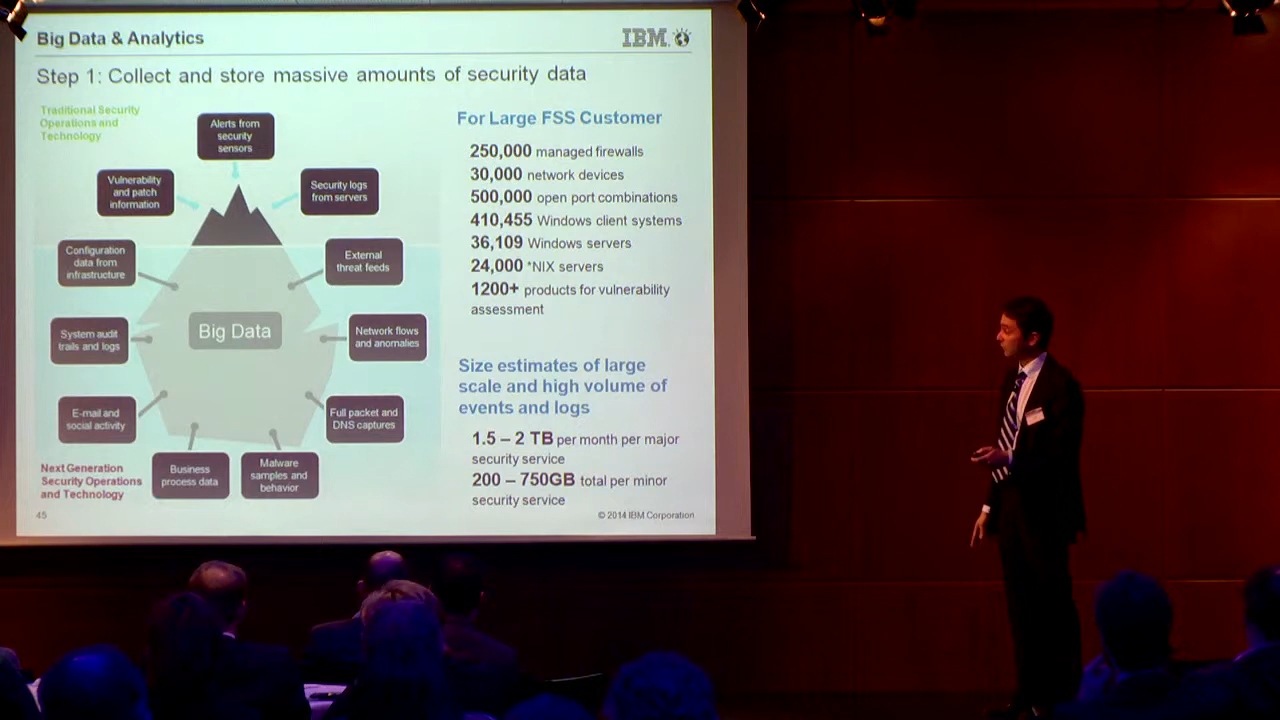 Big Data & Analytics
IBM
Step 1: Collect and store massive amounts of security data
Traditional Security
Operations and
Technology
Alerts from
security
sensors
Vulnerability
and patch
information
Security logs
from servers
Configuration
data from
infrastructure
External
threat feeds
Big Data
System audit
trails and logs
Network flows
and anomalies
E-mail and
social activity
Full packet and
DNS captures
Business
process data
Malware
samples and
behavior
Next Generation
Security Operations
and Technology
For Large FSS Customer
250,000 managed firewalls
30,000 network devices
500,000 open port combinations
410,455 Windows client systems
36,109 Windows servers
24,000 *NIX servers
1200+ products for vulnerability
assessment
Size estimates of large
scale and high volume of
events and logs
1.5 – 2 TB per month per major
security service
200 – 750GB total per minor
security service
45
© 2014 IBM Corporation